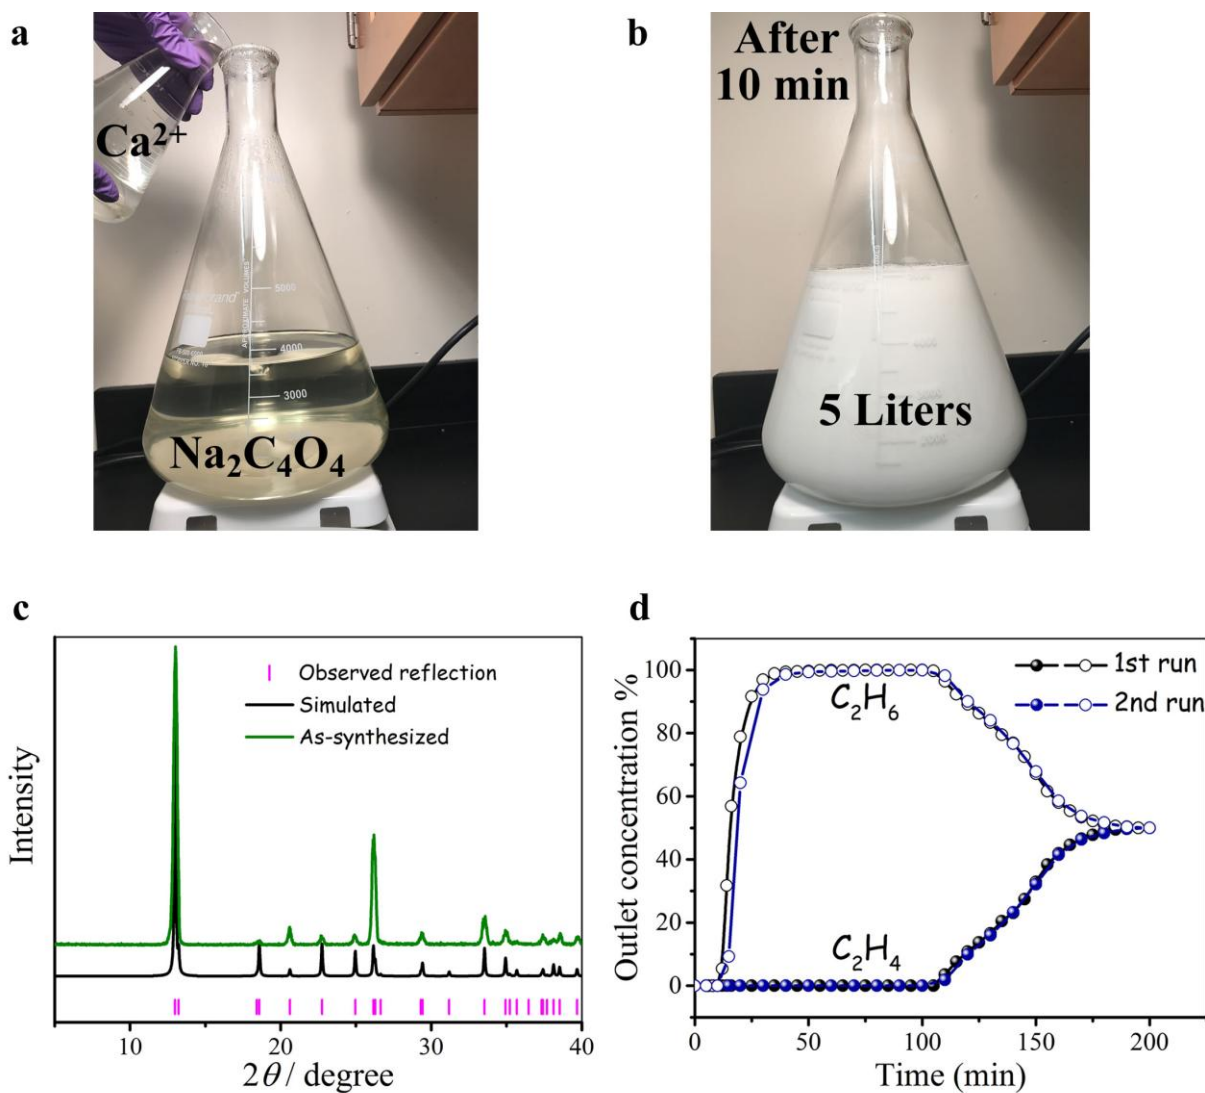 a
Ca²⁺
5000
APPROXIMATE VOLUMES
4000
3000
Na₂C₄O₄
b
After
10 min
5 Liters
c
Observed reflection
Simulated
As-synthesized
Intensity
10
20
30
40
2θ / degree
d
1st run
2nd run
C₂H₆
C₂H₄
Outlet concentration %
100
80
60
40
20
0
0
50
100
150
200
Time (min)